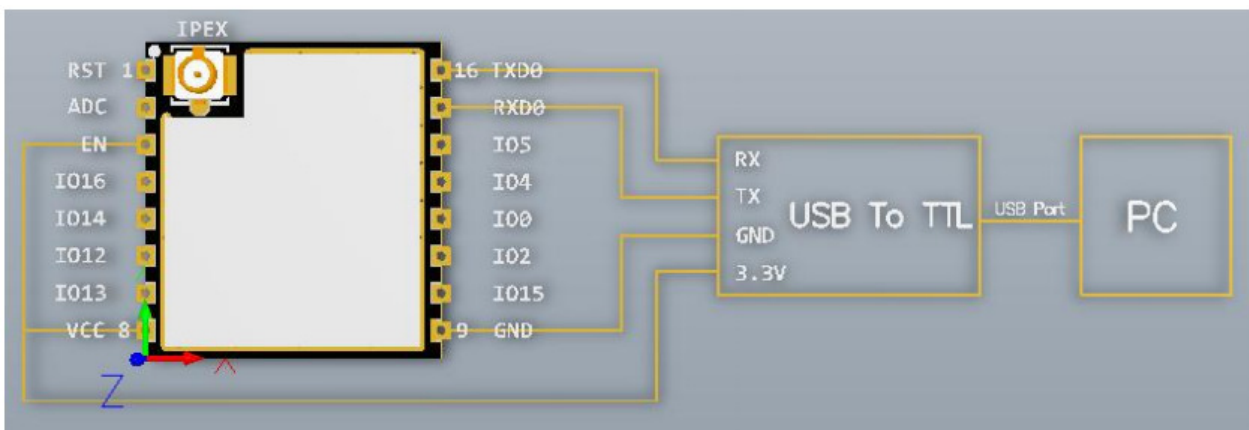 IPEX
RST 1
ADC
EN
IO16
IO14
IO12
IO13
VCC 8
16 TXD0
RXD0
IO5
IO4
IO0
IO2
IO15
9 GND
Z
X
RX
TX
GND
3.3V
USB To TTL
USB Port
PC